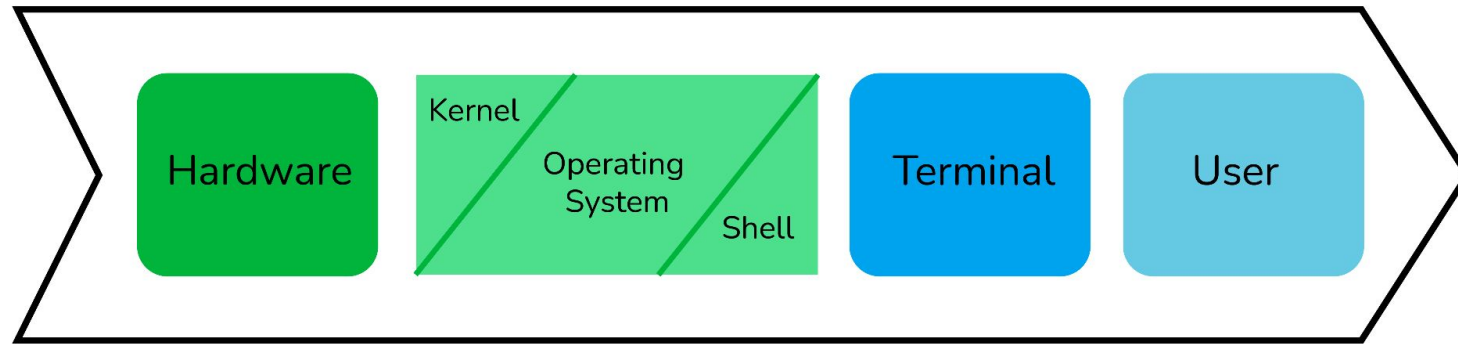 Hardware
Kernel
Operating
System
Shell
Terminal
User